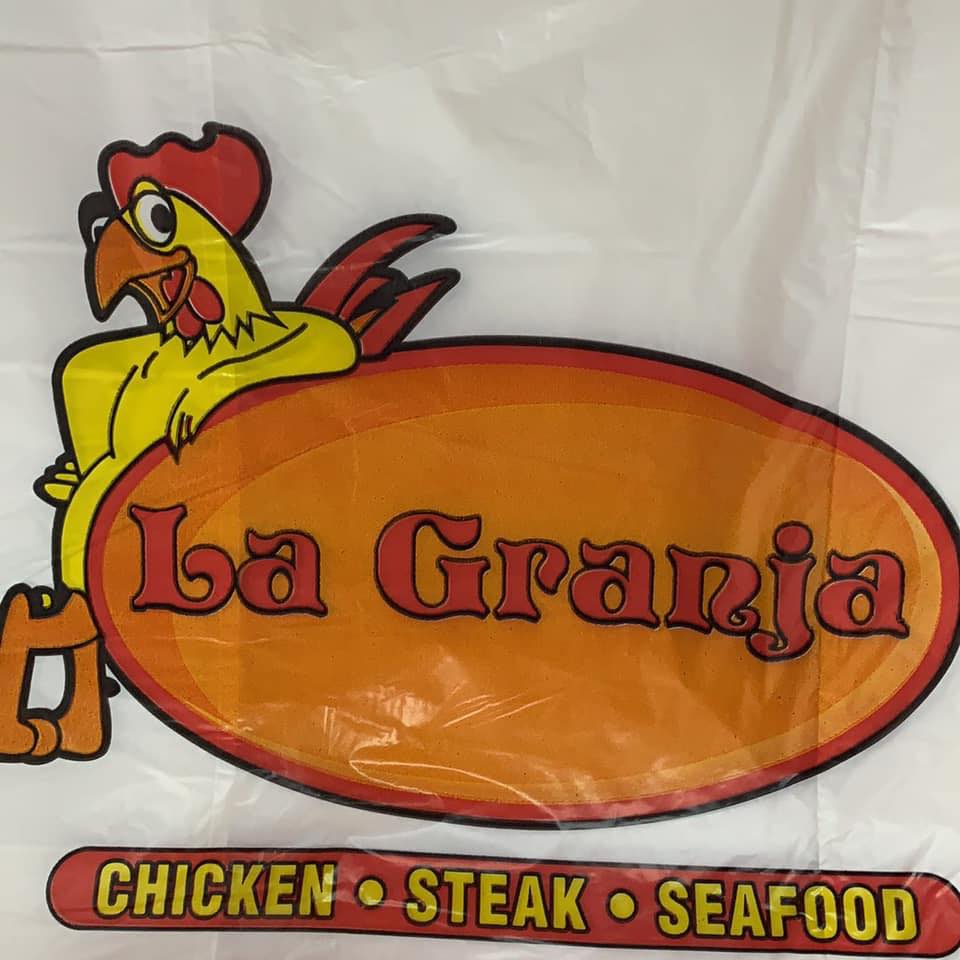 La Granja
CHICKEN • STEAK • SEAFOOD